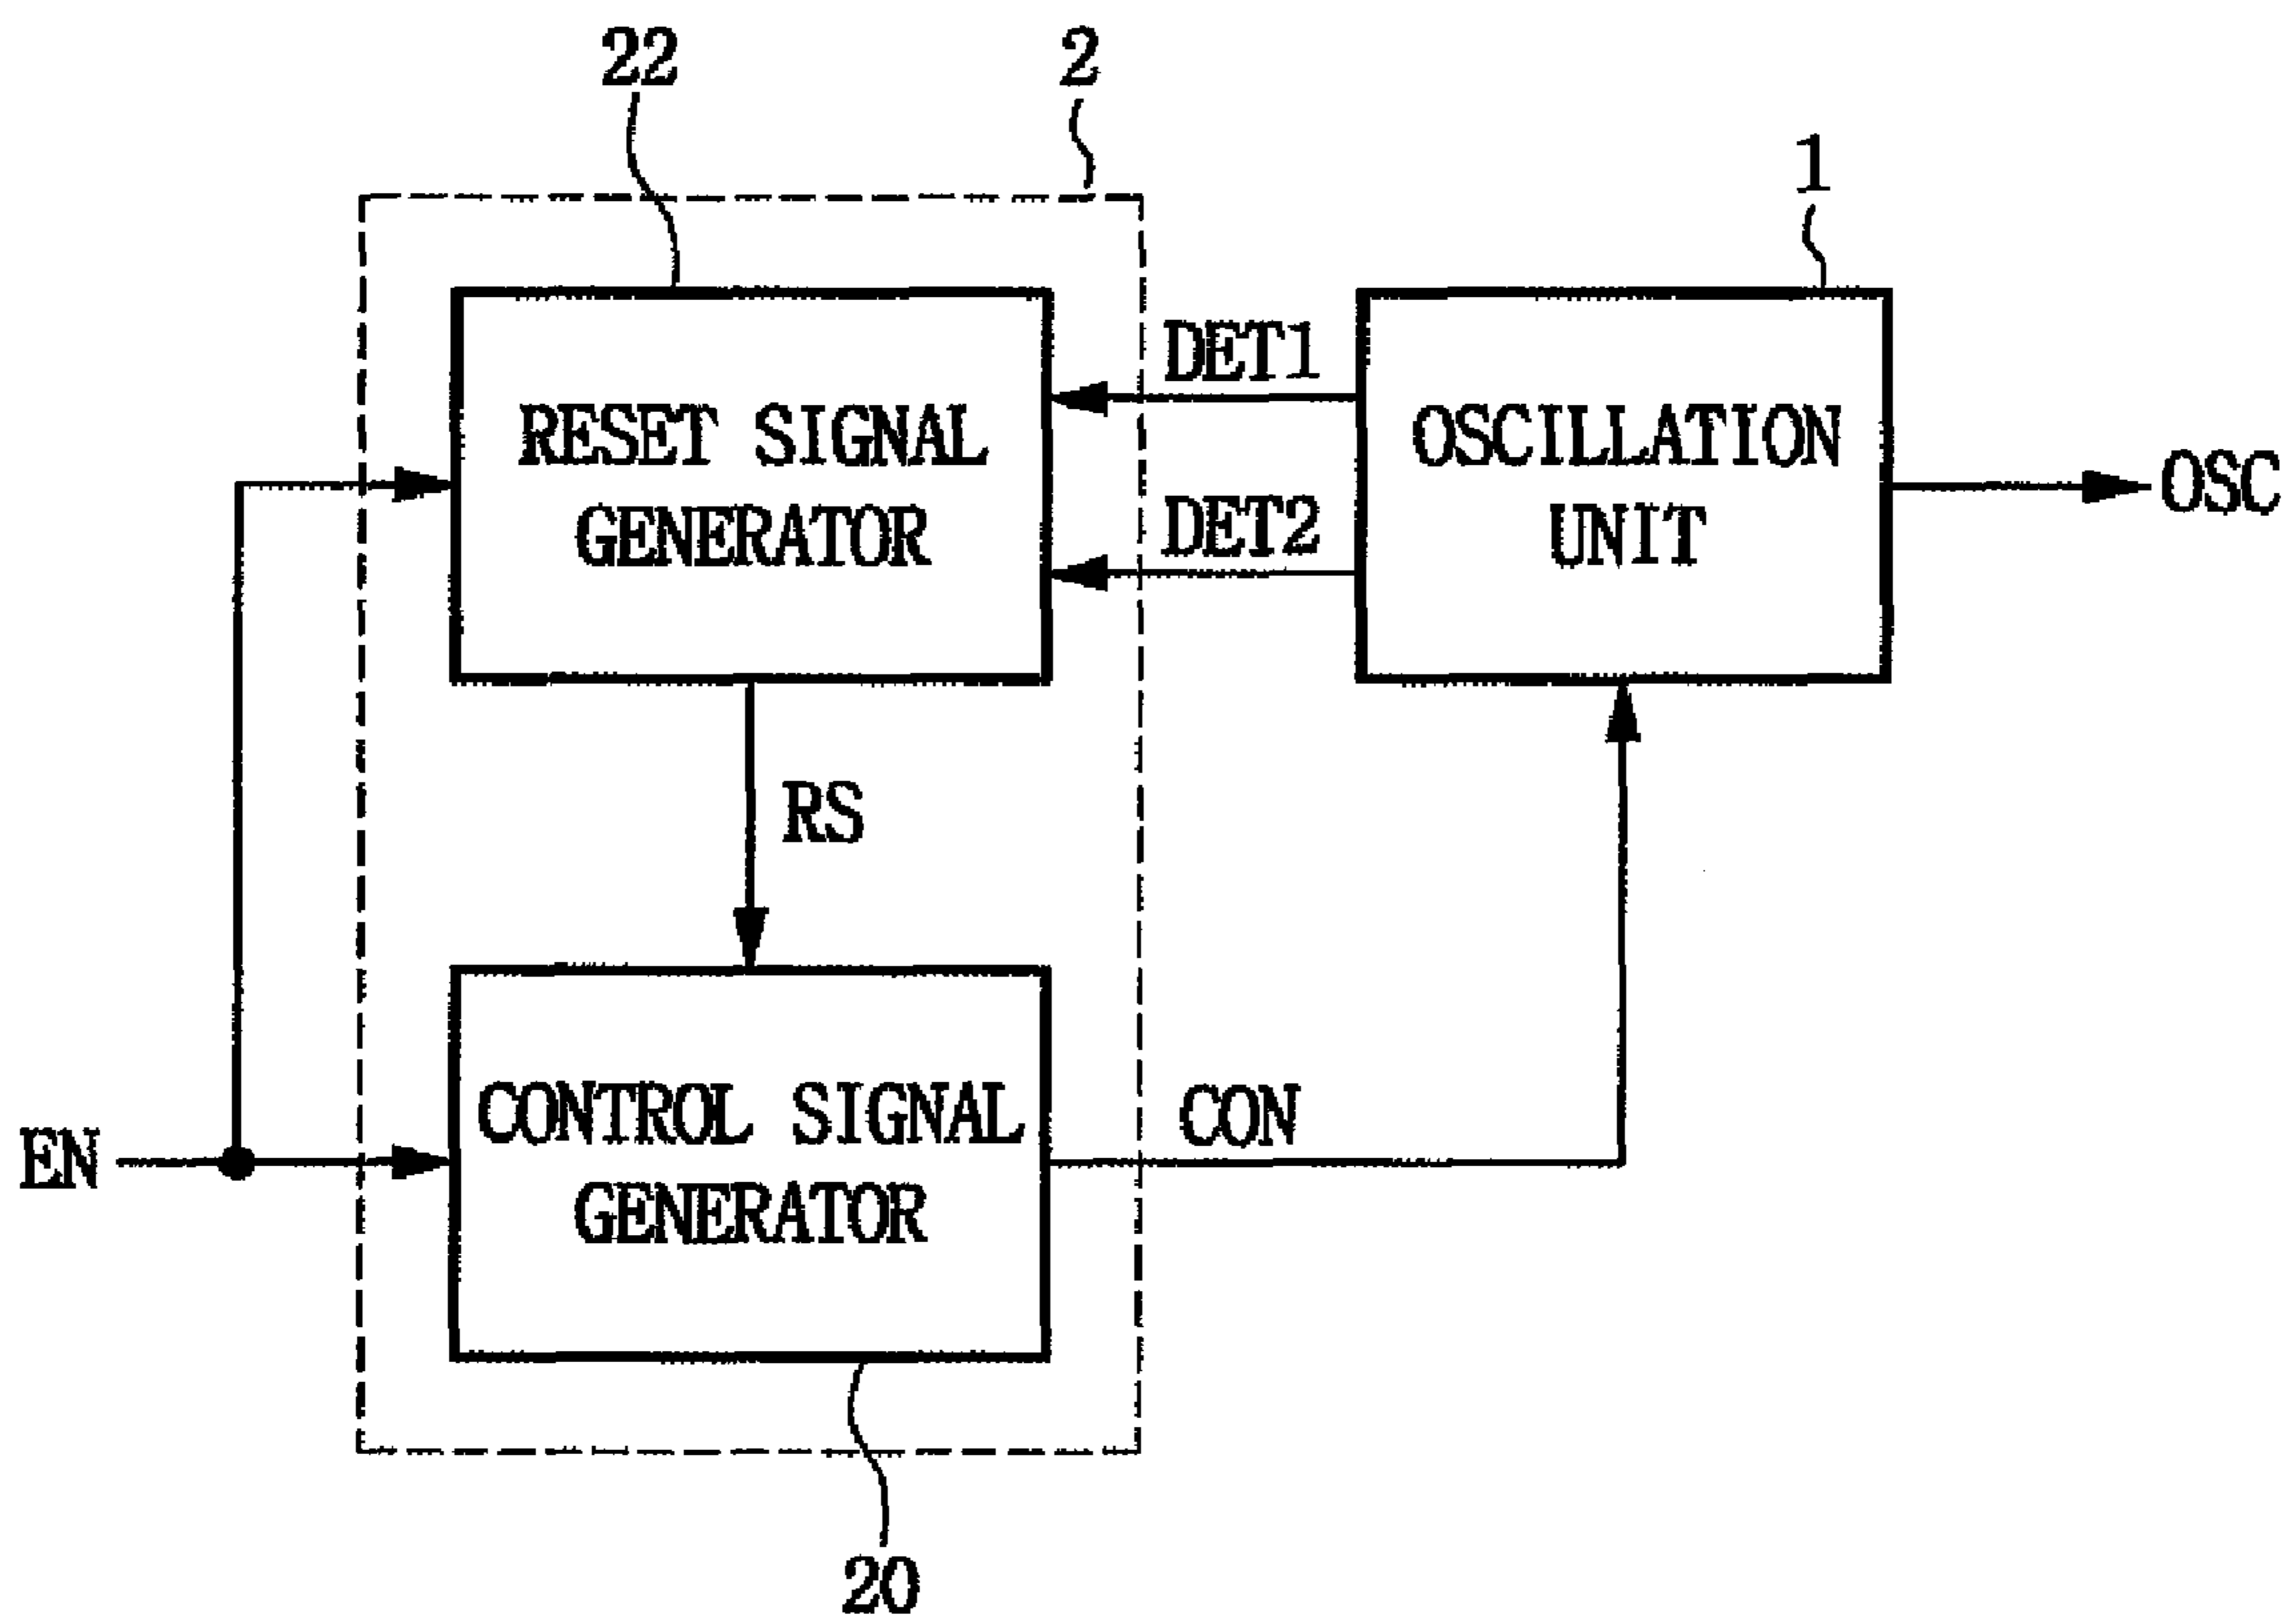 22
2
1
RESET SIGNAL
GENERATOR
DET1
DET2
OSCILLATION
UNIT
OSC
RS
EN
CONTROL SIGNAL
GENERATOR
CON
20